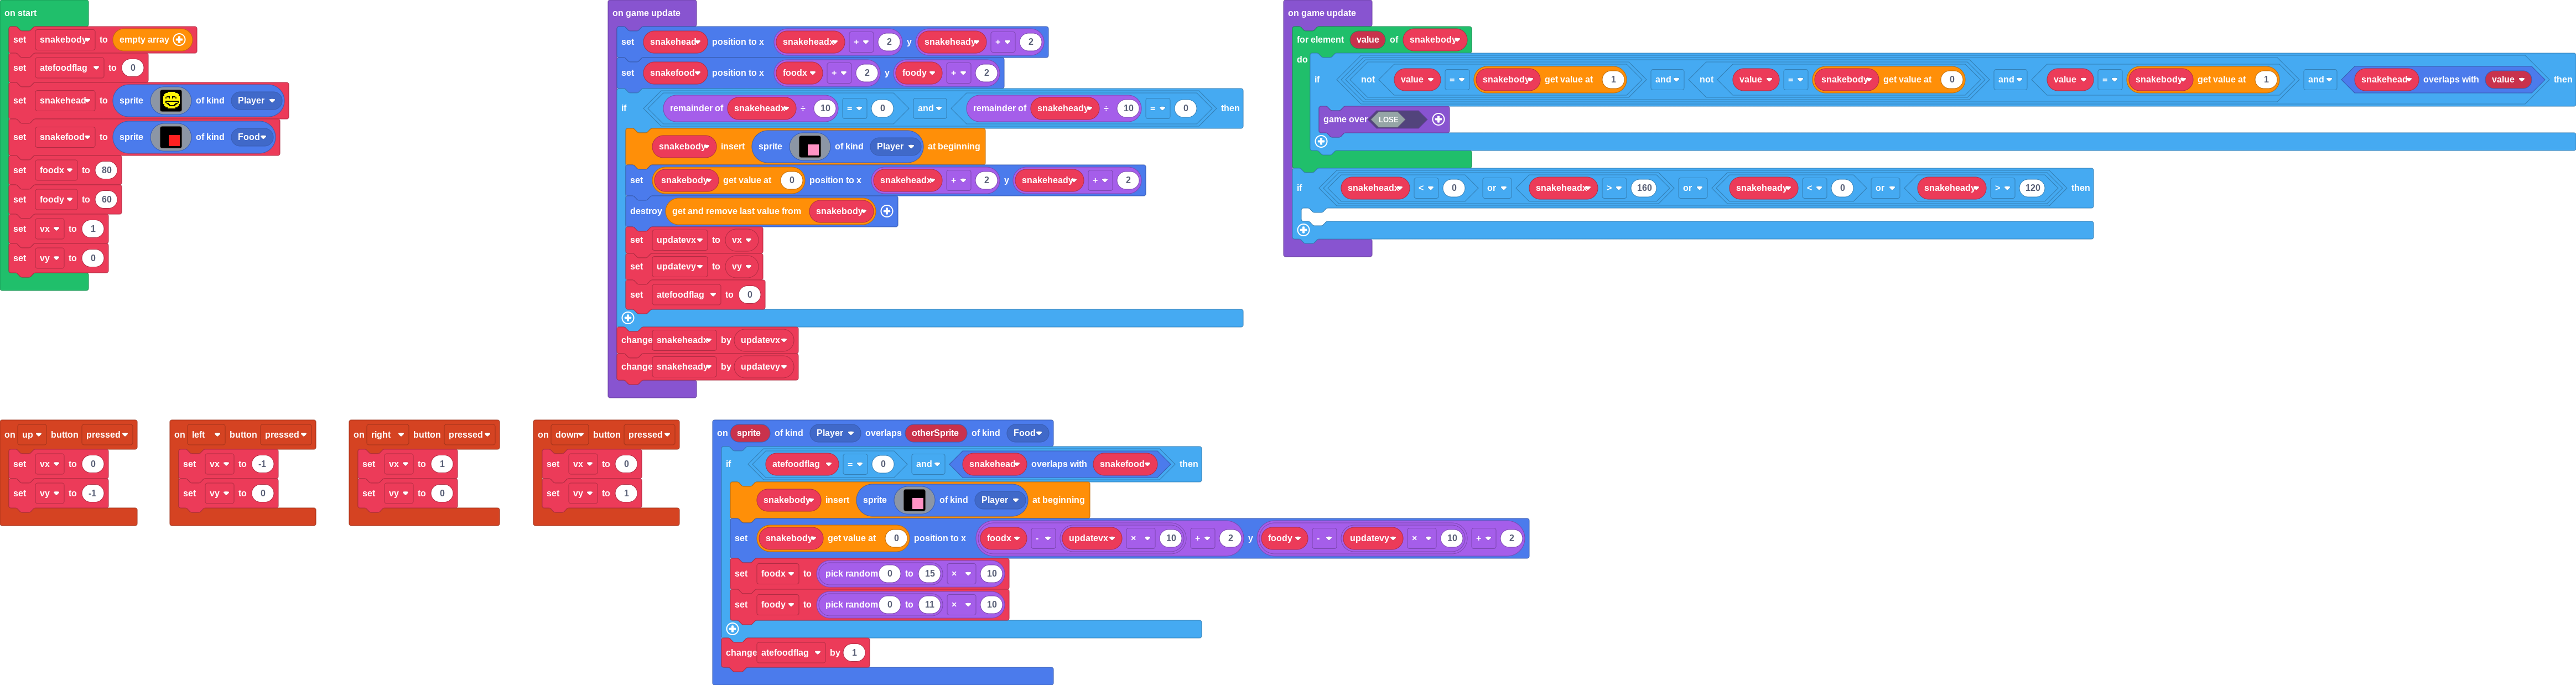 on start
set snakebody to empty array
set atefoodflag to 0
set snakehead to sprite of kind Player
set snakefood to sprite of kind Food
set foodx to 80
set foody to 60
set vx to 1
set vy to 0
on game update
set snakehead position to x snakeheadx + 2 y snakeheady + 2
set snakefood position to x foodx + 2 y foody + 2
if remainder of snakeheadx ÷ 10 = 0 and remainder of snakeheady ÷ 10 = 0 then
snakebody insert sprite of kind Player at beginning
set snakebody get value at 0 position to x snakeheadx + 2 y snakeheady + 2
destroy get and remove last value from snakebody
set updatevx to vx
set updatevy to vy
set atefoodflag to 0
change snakeheadx by updatevx
change snakeheady by updatevy
on game update
for element value of snakebody
do
if not value = snakebody get value at 1 and not value = snakebody get value at 0 and value = snakebody get value at 1 and snakehead overlaps with value then
game over LOSE
if snakeheadx < 0 or snakeheadx > 160 or snakeheady < 0 or snakeheady > 120 then
on up button pressed
set vx to 0
set vy to -1
on left button pressed
set vx to -1
set vy to 0
on right button pressed
set vx to 1
set vy to 0
on down button pressed
set vx to 0
set vy to 1
on sprite of kind Player overlaps otherSprite of kind Food
if atefoodflag = 0 and snakehead overlaps with snakefood then
snakebody insert sprite of kind Player at beginning
set snakebody get value at 0 position to x foodx - updatevx × 10 + 2 y foody - updatevy × 10 + 2
set foodx to pick random 0 to 15 × 10
set foody to pick random 0 to 11 × 10
change atefoodflag by 1